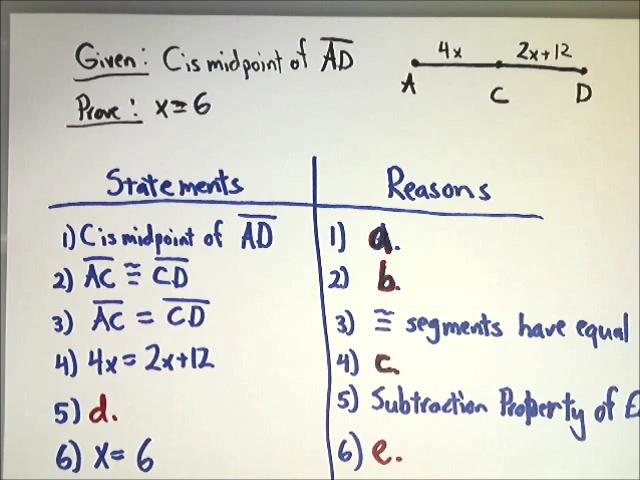 Given: C is midpoint of AD
4x 2x+12
A C D
Prove: x=6
Statements Reasons
1) C is midpoint of AD 1) a.
2) AC ≅ CD 2) b.
3) AC = CD 3) ≅ segments have equal
4) 4x = 2x+12 4) c.
5) d. 5) Subtraction Property of E
6) x = 6 6) e.